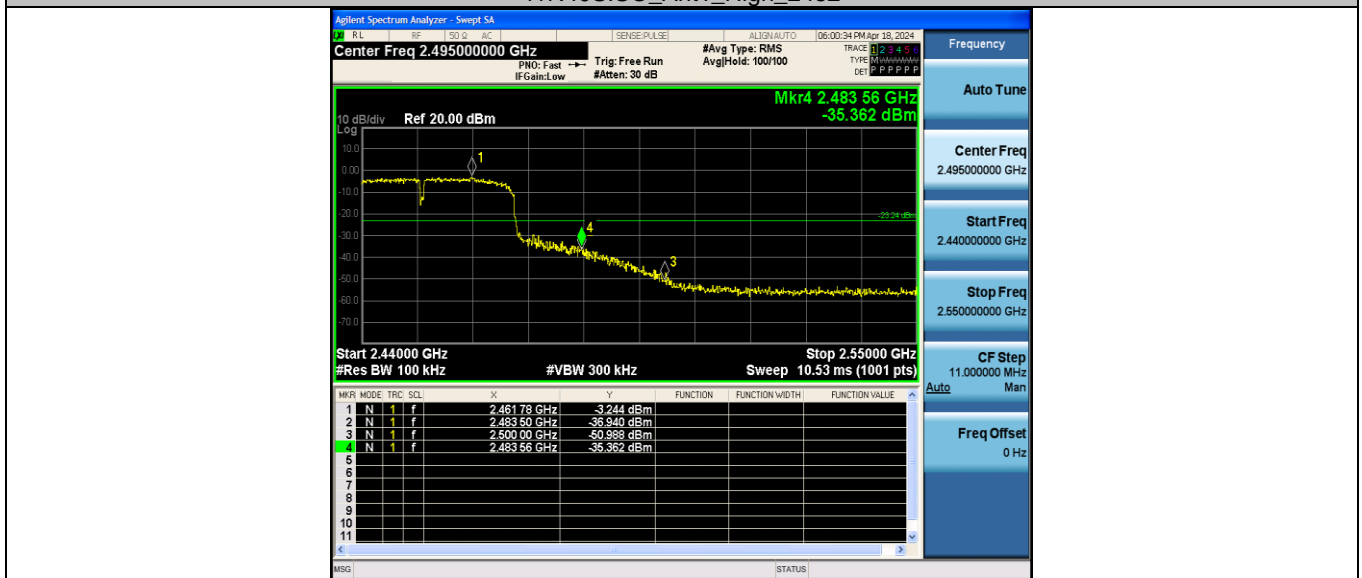 Agilent Spectrum Analyzer - Swept SA
RL RF 50 Ω AC SENSE:PULSE ALIGNAUTO 06:00:34 PM Apr 18, 2024
Center Freq 2.495000000 GHz
PNO: Fast
IFGain:Low
Trig: Free Run
#Atten: 30 dB
#Avg Type: RMS
Avg|Hold: 100/100
TRACE 1 2 3 4 5 6
TYPE M
DET P P P P P P
Mkr4 2.483 56 GHz
-35.362 dBm
10 dB/div Ref 20.00 dBm
Log
10.0
0.00
-10.0
-20.0
-30.0
-40.0
-50.0
-60.0
-70.0
1
4
3
-23.24 dBm
Start 2.44000 GHz Stop 2.55000 GHz
#Res BW 100 kHz #VBW 300 kHz Sweep 10.53 ms (1001 pts)
MKR MODE TRC SCL X Y FUNCTION FUNCTION WIDTH FUNCTION VALUE
1 N 1 f 2.461 78 GHz -3.244 dBm
2 N 1 f 2.483 50 GHz -36.940 dBm
3 N 1 f 2.500 00 GHz -50.988 dBm
4 N 1 f 2.483 56 GHz -35.362 dBm
5
6
7
8
9
10
11
MSG STATUS
Frequency
Auto Tune
Center Freq
2.495000000 GHz
Start Freq
2.440000000 GHz
Stop Freq
2.550000000 GHz
CF Step
11.000000 MHz
Auto Man
Freq Offset
0 Hz